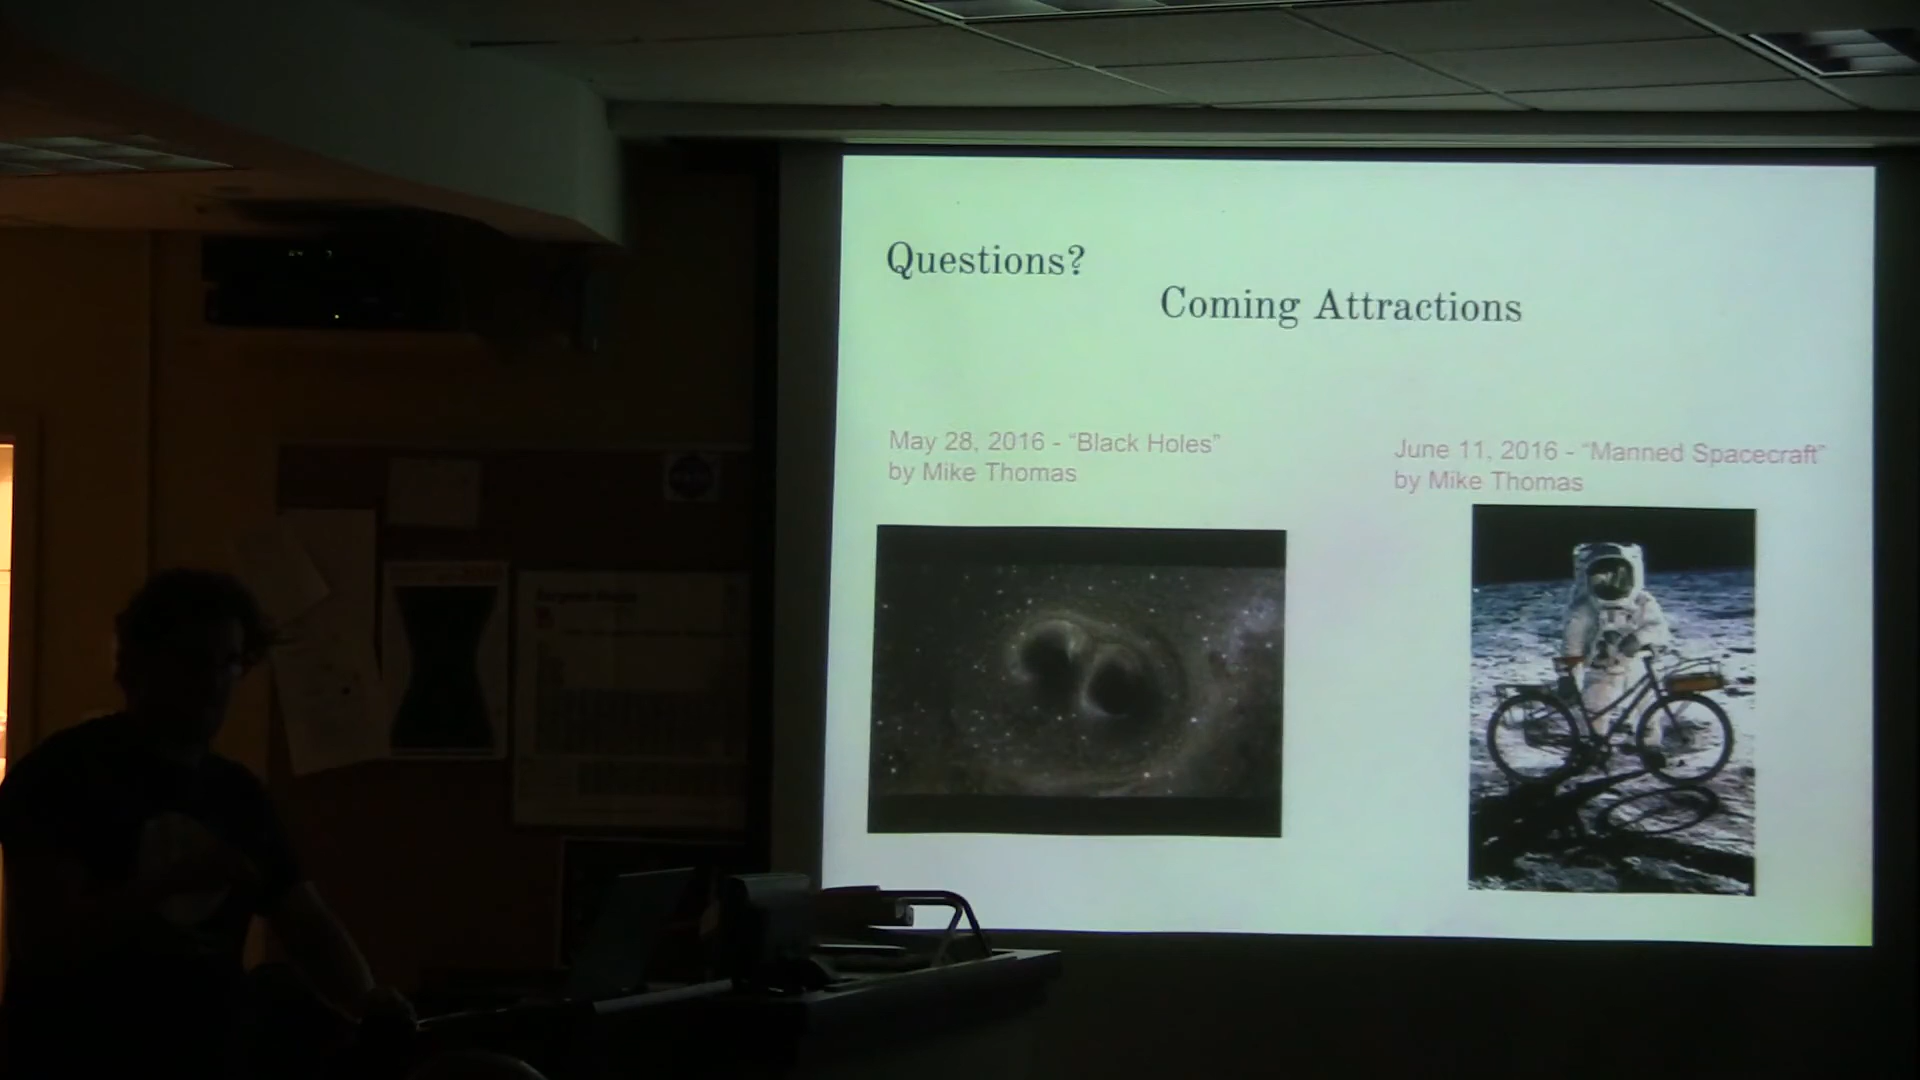 Questions?
Coming Attractions
May 28, 2016 - “Black Holes”
by Mike Thomas
June 11, 2016 - “Manned Spacecraft”
by Mike Thomas